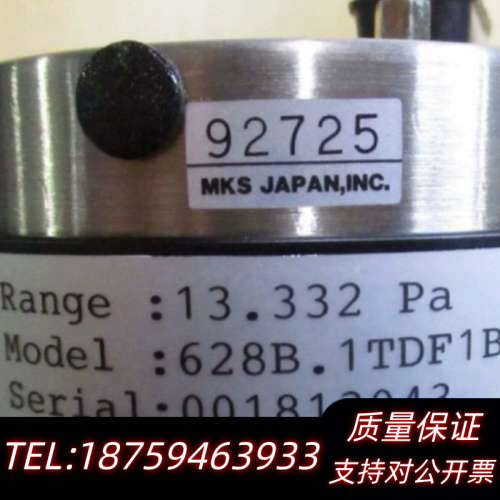 92725
MKS JAPAN,INC.
Range :13.332 Pa
Model :628B.1TDF1B
Serial:
TEL:18759463933
质量保证
支持对公开票